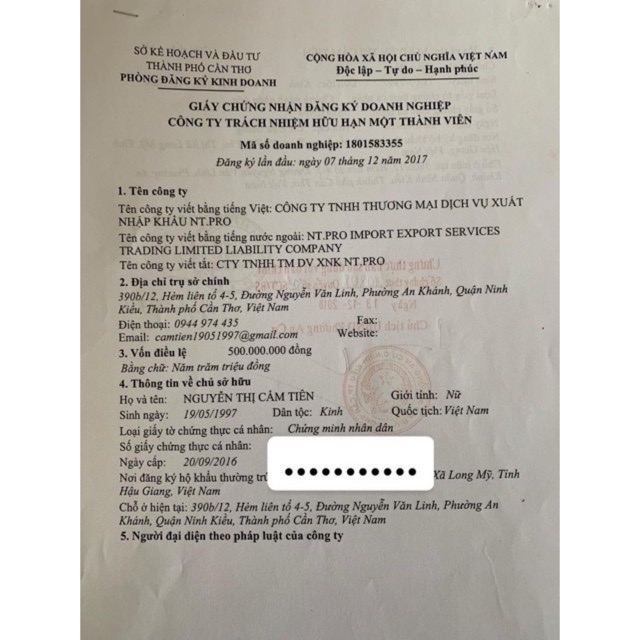 SỞ KẾ HOẠCH VÀ ĐẦU TƯ
THÀNH PHỐ CẦN THƠ
PHÒNG ĐĂNG KÝ KINH DOANH
CỘNG HÒA XÃ HỘI CHỦ NGHĨA VIỆT NAM
Độc lập – Tự do – Hạnh phúc
GIẤY CHỨNG NHẬN ĐĂNG KÝ DOANH NGHIỆP
CÔNG TY TRÁCH NHIỆM HỮU HẠN MỘT THÀNH VIÊN
Mã số doanh nghiệp: 1801583355
Đăng ký lần đầu: ngày 07 tháng 12 năm 2017
1. Tên công ty
Tên công ty viết bằng tiếng Việt: CÔNG TY TNHH THƯƠNG MẠI DỊCH VỤ XUẤT
NHẬP KHẨU NT.PRO
Tên công ty viết bằng tiếng nước ngoài: NT.PRO IMPORT EXPORT SERVICES
TRADING LIMITED LIABILITY COMPANY
Tên công ty viết tắt: CTY TNHH TM DV XNK NT.PRO
2. Địa chỉ trụ sở chính
390b/12, Hẻm liên tổ 4-5, Đường Nguyễn Văn Linh, Phường An Khánh, Quận Ninh
Kiều, Thành phố Cần Thơ, Việt Nam
Điện thoại: 0944 974 435 Fax:
Email: camtien19051997@gmail.com Website:
3. Vốn điều lệ 500.000.000 đồng
Bằng chữ: Năm trăm triệu đồng
4. Thông tin về chủ sở hữu
Họ và tên: NGUYỄN THỊ CẨM TIÊN Giới tính: Nữ
Sinh ngày: 19/05/1997 Dân tộc: Kinh Quốc tịch: Việt Nam
Loại giấy tờ chứng thực cá nhân: Chứng minh nhân dân
Số giấy chứng thực cá nhân:
Ngày cấp: 20/09/2016
Nơi đăng ký hộ khẩu thường Xã Long Mỹ, Tỉnh
Hậu Giang, Việt Nam
Chỗ ở hiện tại: 390b/12, Hẻm liên tổ 4-5, Đường Nguyễn Văn Linh, Phường An
Khánh, Quận Ninh Kiều, Thành phố Cần Thơ, Việt Nam
5. Người đại diện theo pháp luật của công ty